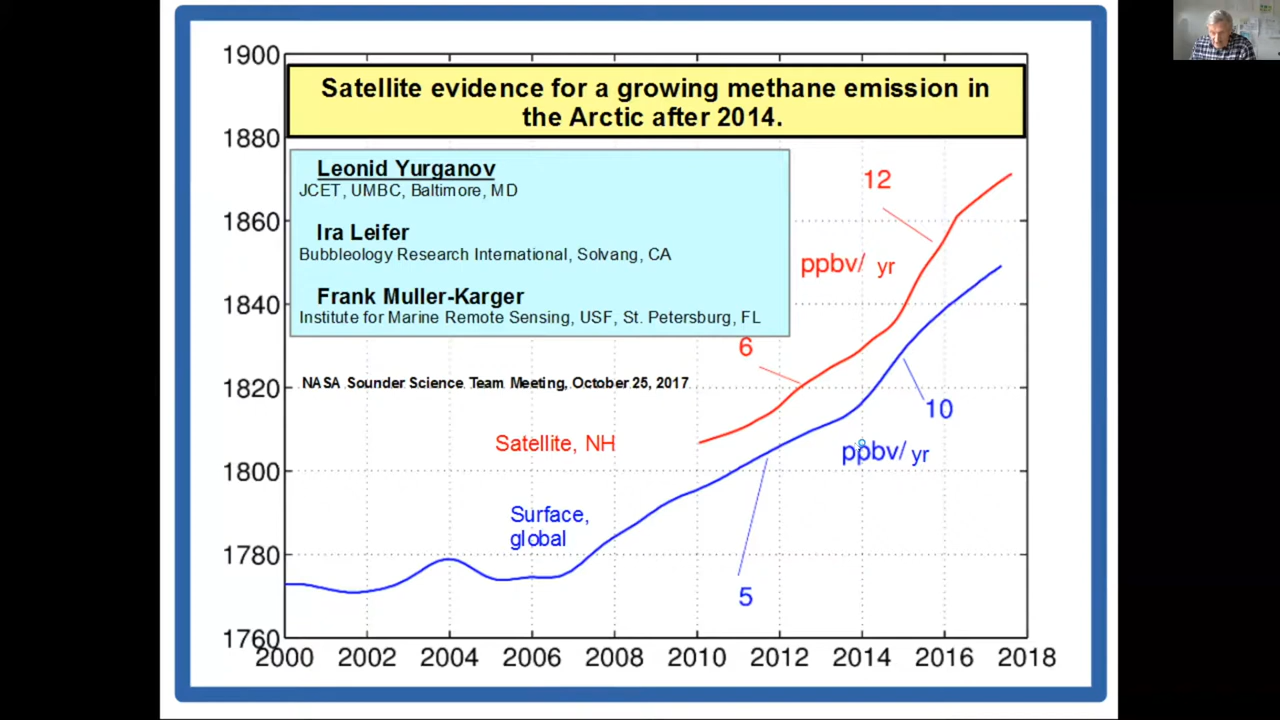 Satellite evidence for a growing methane emission in
the Arctic after 2014.
Leonid Yurganov
JCET, UMBC, Baltimore, MD
Ira Leifer
Bubbleology Research International, Solvang, CA
Frank Muller-Karger
Institute for Marine Remote Sensing, USF, St. Petersburg, FL
NASA Sounder Science Team Meeting, October 25, 2017
1900
1880
1860
1840
1820
1800
1780
1760
12
ppbv/ yr
6
Satellite, NH
10
ppbv/ yr
Surface,
global
5
2000 2002 2004 2006 2008 2010 2012 2014 2016 2018